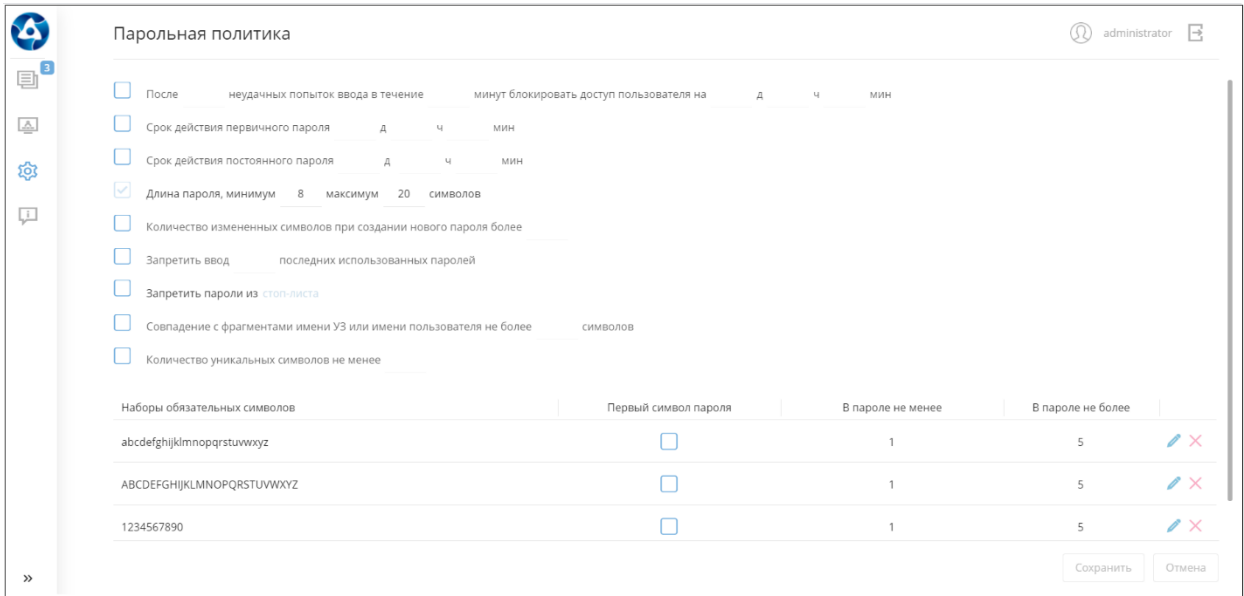 Парольная политика
administrator
3
После неудачных попыток ввода в течение минут блокировать доступ пользователя на д ч мин
Срок действия первичного пароля д ч мин
Срок действия постоянного пароля д ч мин
Длина пароля, минимум 8 максимум 20 символов
Количество измененных символов при создании нового пароля более
Запретить ввод последних использованных паролей
Запретить пароли из стоп-листа
Совпадение с фрагментами имени УЗ или имени пользователя не более символов
Количество уникальных символов не менее
Наборы обязательных символов Первый символ пароля В пароле не менее В пароле не более
abcdefghijklmnopqrstuvwxyz 1 5
ABCDEFGHIJKLMNOPQRSTUVWXYZ 1 5
1234567890 1 5
Сохранить Отмена